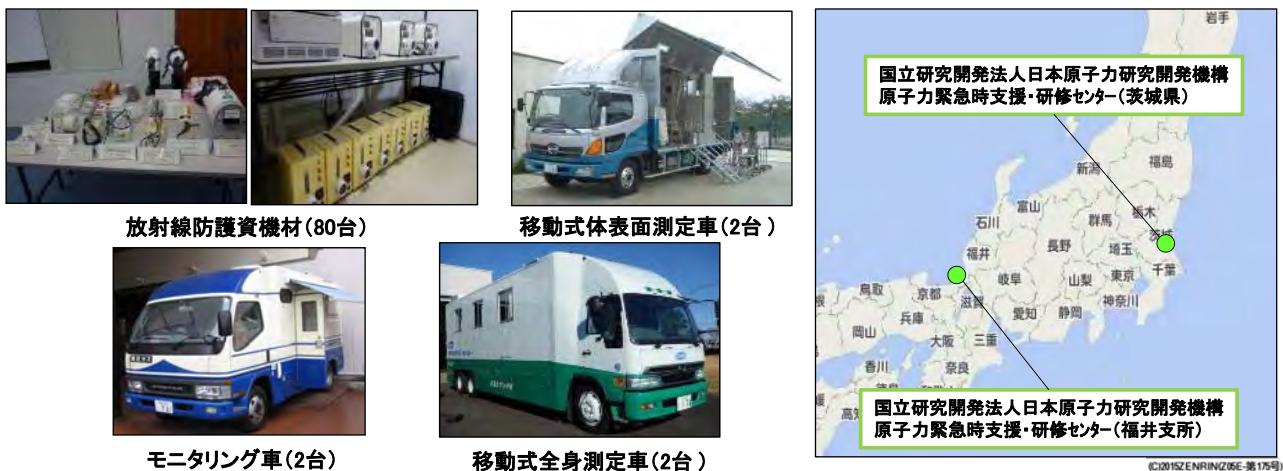 放射線防護資機材(80台)
移動式体表面測定車(2台)
モニタリング車(2台)
移動式全身測定車(2台)
国立研究開発法人日本原子力研究開発機構
原子力緊急時支援・研修センター(茨城県)
岩手
新潟
福島
石川
富山
群馬
栃木
茨城
福井
長野
埼玉
岐阜
山梨
東京
千葉
鳥取
京都
滋賀
愛知
静岡
神奈川
岡山
兵庫
大阪
三重
香川
奈良
国立研究開発法人日本原子力研究開発機構
原子力緊急時支援・研修センター(福井支所)
(C)2015ZENRIN(Z05E-第175号)